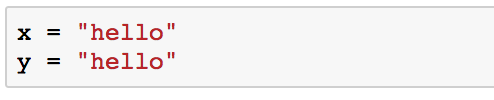 x = "hello"
y = "hello"